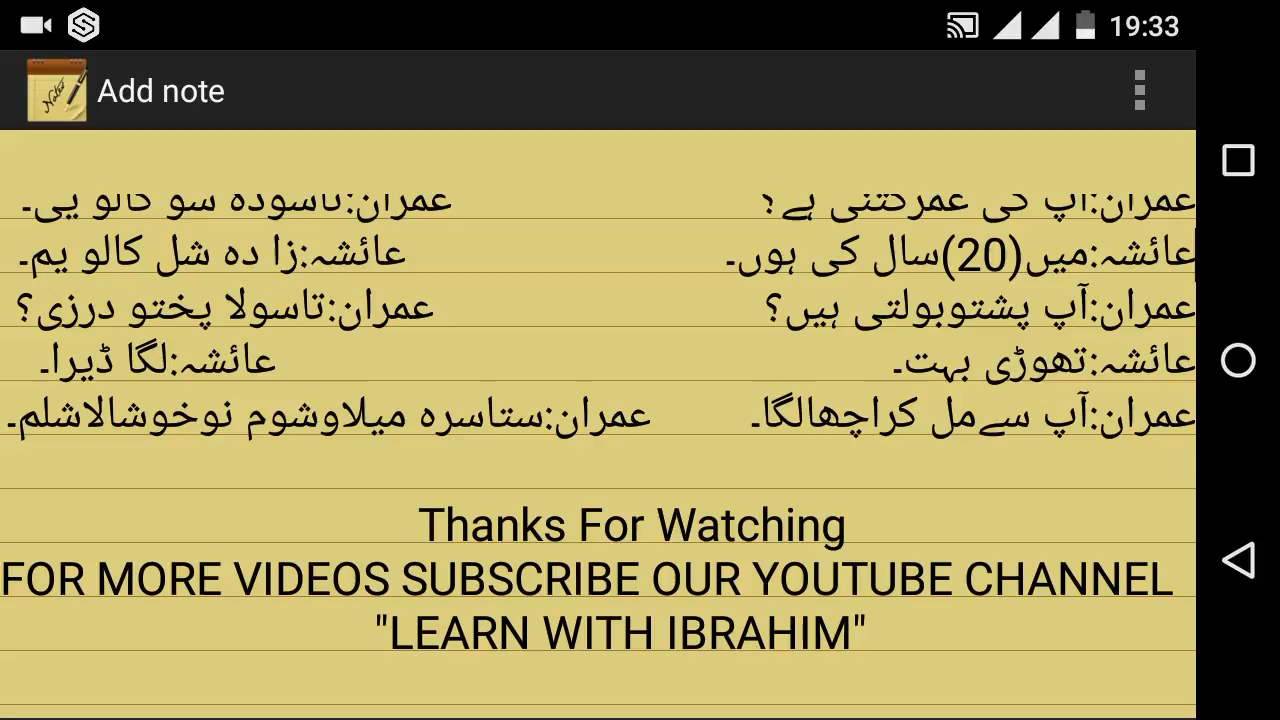 19:33
Add note
عمران:آپ کی عمرکتنی ہے؟ عمران:تاسودہ سو کالو یی۔
عائشہ:میں(20)سال کی ہوں۔ عائشہ:زا دہ شل کالو یم۔
عمران:آپ پشتوبولتی ہیں؟ عمران:تاسولا پختو درزی؟
عائشہ:تھوڑی بہت۔ عائشہ:لگا ڈیرا۔
عمران:آپ سےمل کراچھالگا۔ عمران:ستاسرہ میلاوشوم نوخوشالاشلم۔
Thanks For Watching
FOR MORE VIDEOS SUBSCRIBE OUR YOUTUBE CHANNEL
"LEARN WITH IBRAHIM"